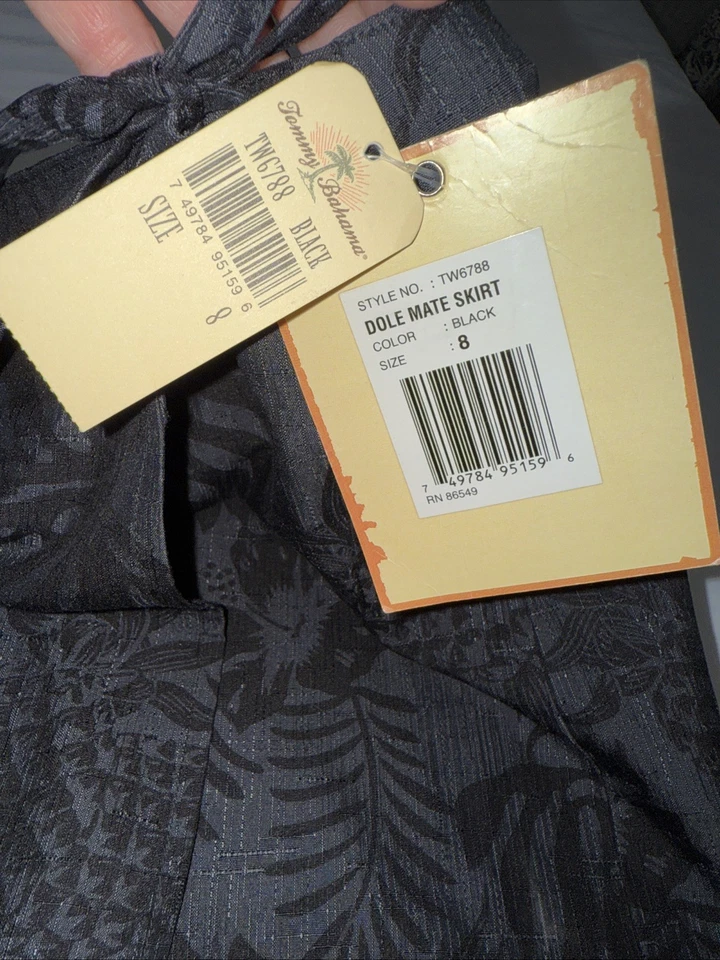 Tommy Bahama®
TW6788 BLACK
7 49784 95159 6
SIZE 8
STYLE NO. : TW6788
DOLE MATE SKIRT
COLOR : BLACK
SIZE : 8
7 49784 95159 6
RN 86549